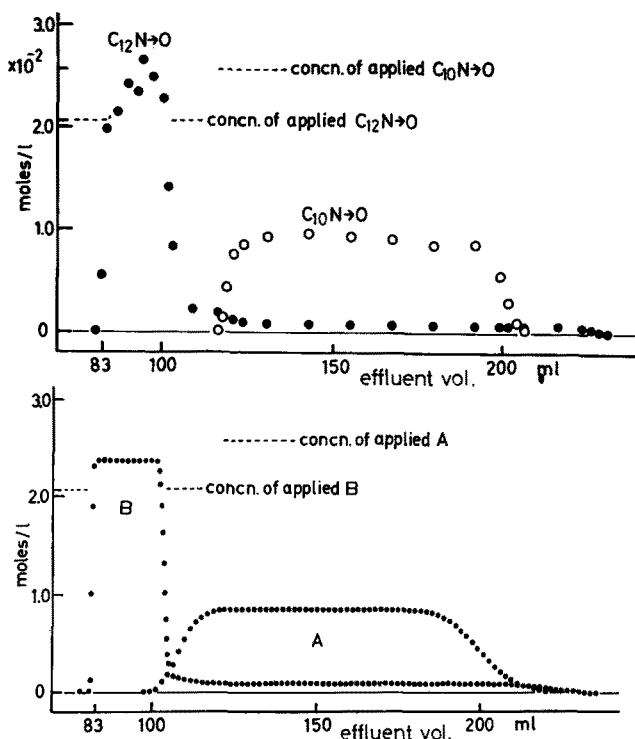 3.0
C12N→O
×10-2
concn. of applied C10N→O
2.0
concn. of applied C12N→O
moles/l
C10N→O
1.0
0
83 100 150 200 ml
effluent vol.
3.0
concn. of applied A
2.0
concn. of applied B
B
moles/l
1.0
A
0
83 100 150 200 ml
effluent vol.